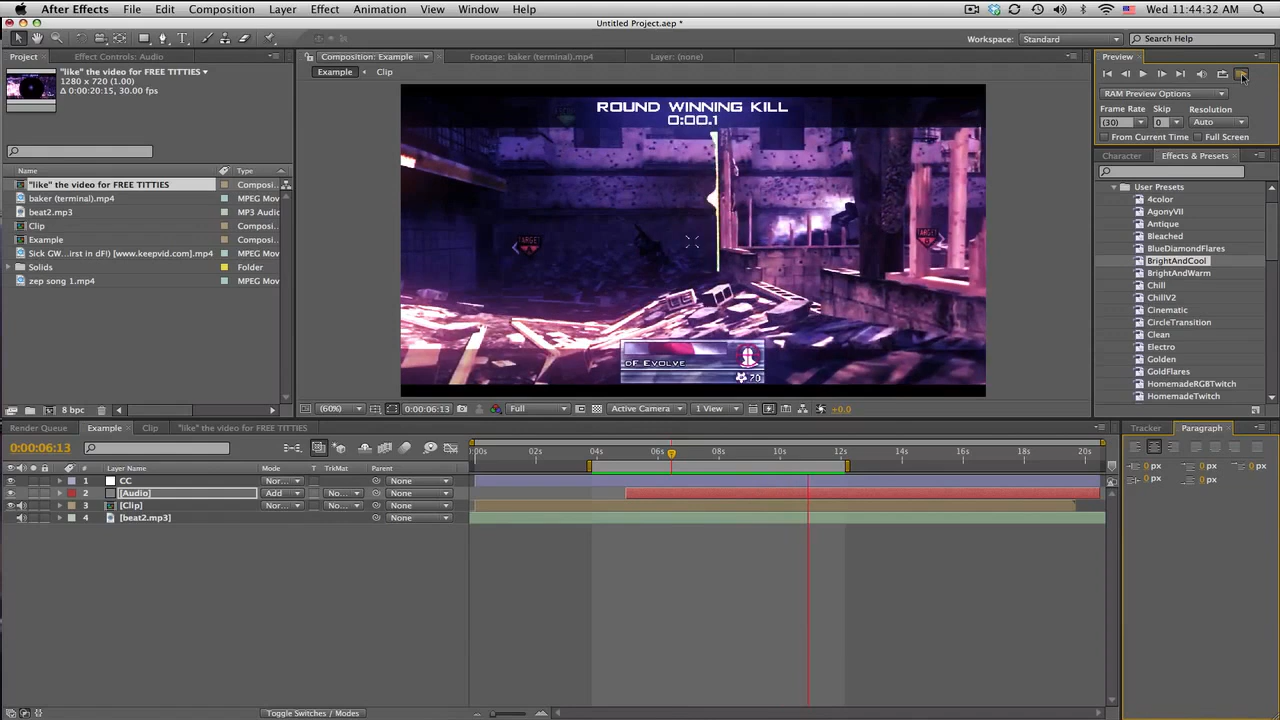 After Effects File Edit Composition Layer Effect Animation View Window Help Wed 11:44:32 AM
Untitled Project.aep *
Workspace: Standard Search Help
Project Effect Controls: Audio Composition: Example Footage: baker (terminal).mp4 Layer: (none) Preview
"like" the video for FREE TITTIES
1280 x 720 (1.00)
Δ 0:00:20:15, 30.00 fps
Example Clip
RAM Preview Options
Frame Rate Skip Resolution
(30) 0 Auto
From Current Time Full Screen
Character Effects & Presets
Name Type
"like" the video for FREE TITTIES Composi...
baker (terminal).mp4 MPEG Mov
beat2.mp3 MP3 Audio
Clip Composi...
Example Composi...
Sick GW...irst in dF!) [www.keepvid.com].mp4 MPEG Mov
Solids Folder
zep song 1.mp4 MPEG Mov
8 bpc
ROUND WINNING KILL
0:00.1
TARGET
TARGET
dF Evolve
70
(60%) 0:00:06:13 Full Active Camera 1 View +0.0
User Presets
4color
AgonyVII
Antique
Bleached
BlueDiamondFlares
BrightAndCool
BrightAndWarm
Chill
ChillV2
Cinematic
CircleTransition
Clean
Electro
Golden
GoldFlares
HomemadeRGBTwitch
HomemadeTwitch
Render Queue Example Clip "like" the video for FREE TITTIES
0:00:06:13
:00s 02s 04s 06s 08s 10s 12s 14s 16s 18s 20s
# Layer Name Mode T TrkMat Parent
1 CC Nor... None
2 [Audio] Add No... None
3 [Clip] Nor... No... None
4 [beat2.mp3] None
Toggle Switches / Modes
Tracker Paragraph
0 px 0 px 0 px
0 px 0 px